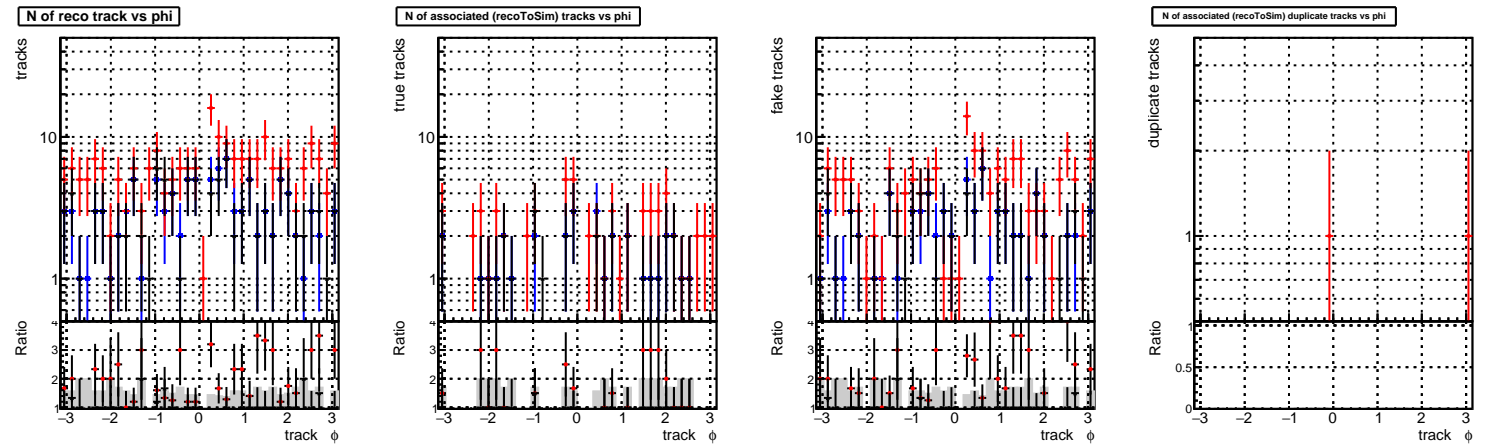 N of reco track vs phi
tracks
10
1
Ratio
4
3
2
1
−3 −2 −1 0 1 2 3
track φ
N of associated (recoToSim) tracks vs phi
true tracks
10
1
Ratio
4
3
2
1
−3 −2 −1 0 1 2 3
track φ
fake tracks
10
1
Ratio
4
3
2
1
−3 −2 −1 0 1 2 3
track φ
N of associated (recoToSim) duplicate tracks vs phi
duplicate tracks
1
Ratio
1
0.5
0
−3 −2 −1 0 1 2 3
track φ